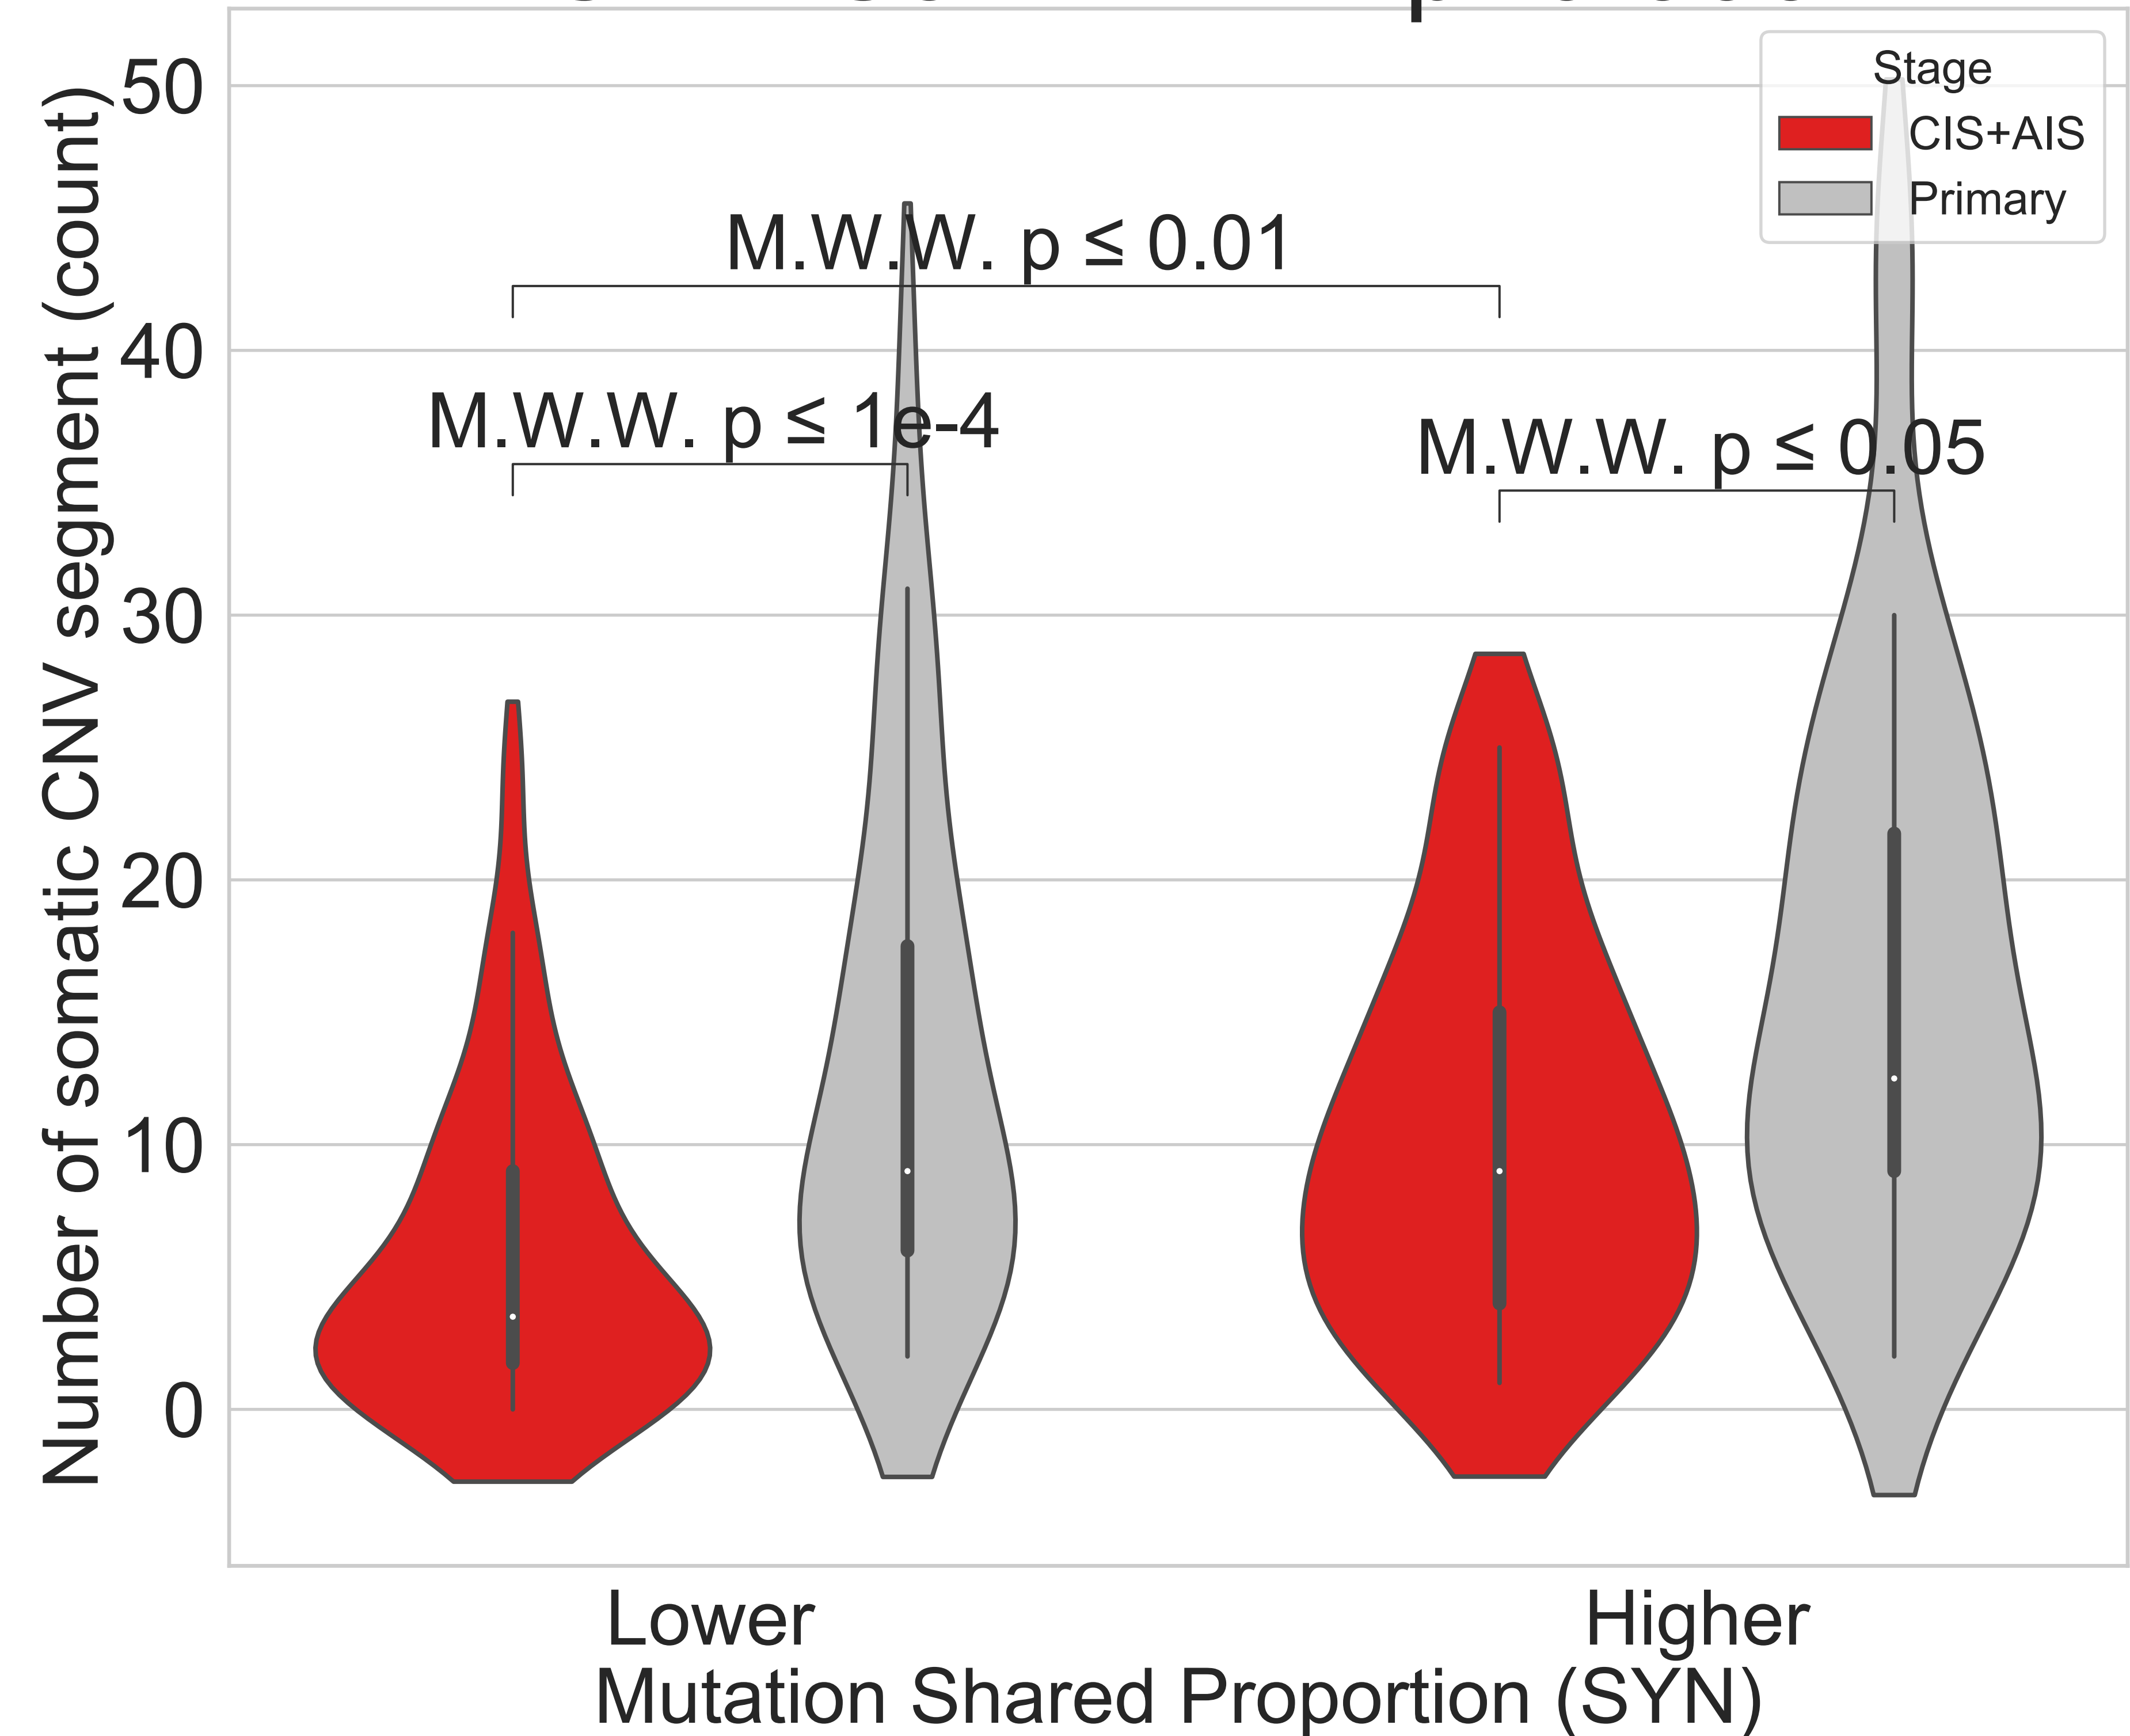 Number of somatic CNV segment (count)
50
40
30
20
10
0
Stage
CIS+AIS
Primary
M.W.W. p ≤ 0.01
M.W.W. p ≤ 1e-4
M.W.W. p ≤ 0.05
Lower
Higher
Mutation Shared Proportion (SYN)